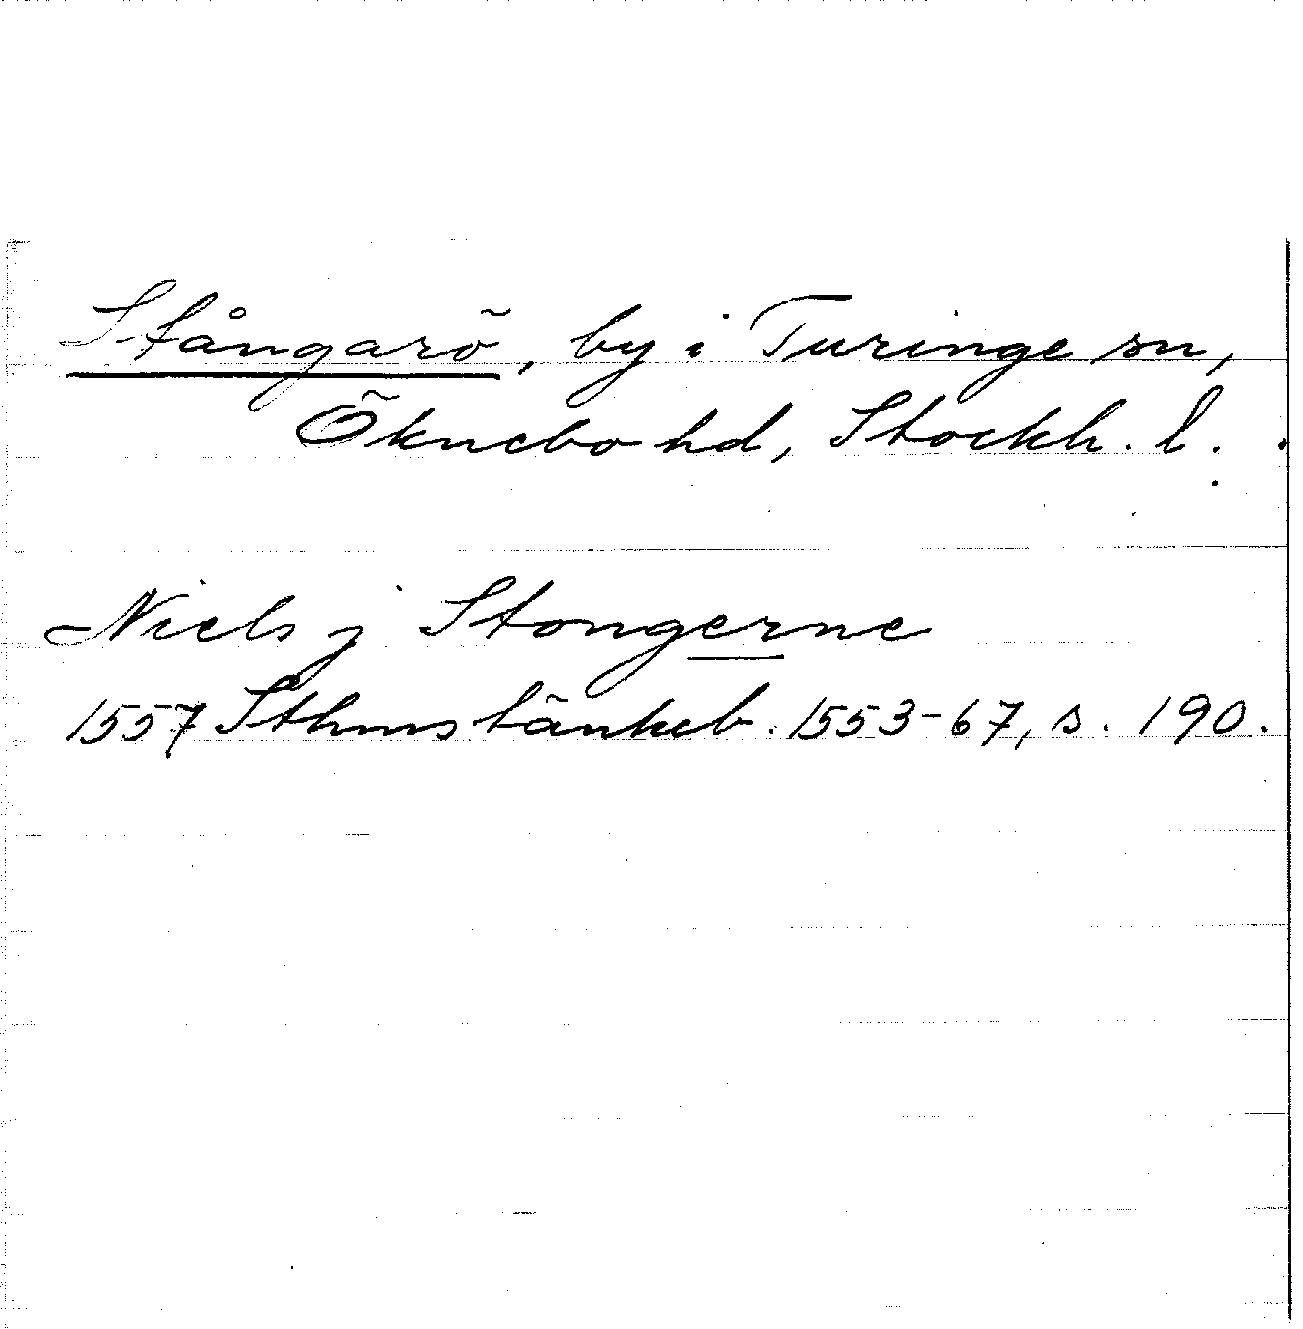 Stångarö, by i Turinge sn,
Öknebo hd, Stockh. l.
Niels j Stongerne
1557 Sthms tänkeb. 1553-67, s. 190.